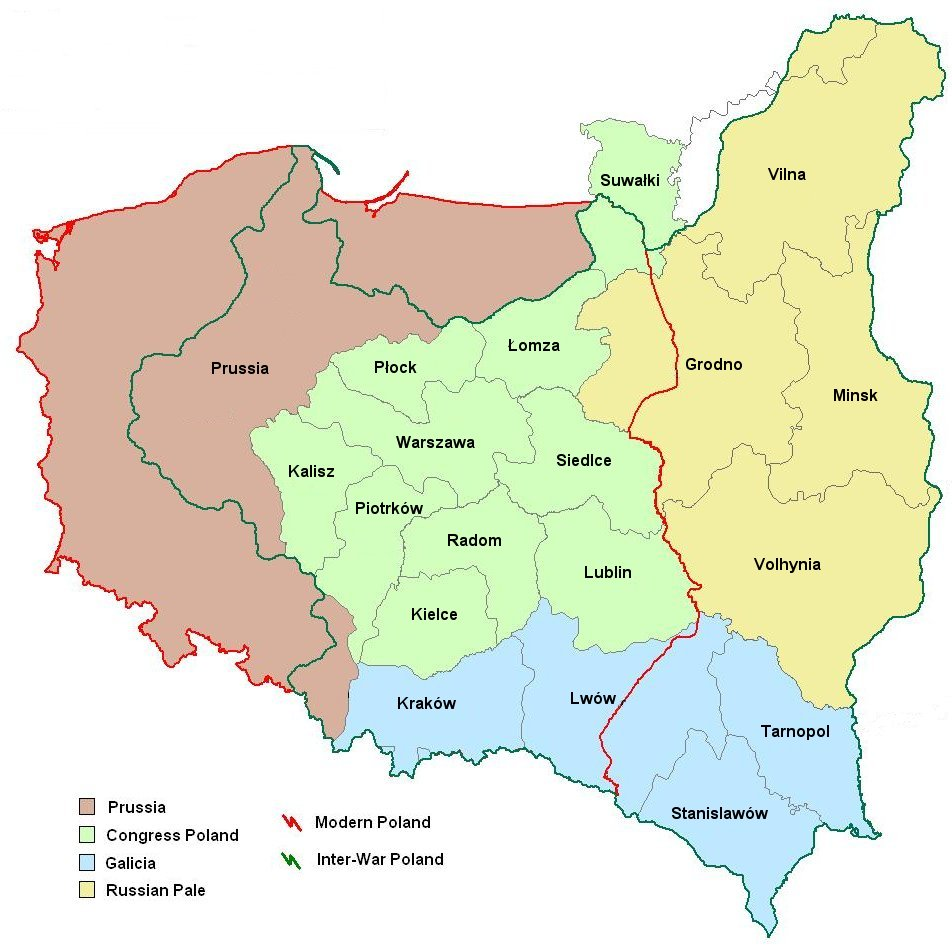 Suwałki
Vilna
Łomza
Płock
Prussia
Grodno
Minsk
Warszawa
Kalisz
Siedlce
Piotrków
Radom
Volhynia
Lublin
Kielce
Kraków
Lwów
Tarnopol
Stanislawów
Prussia
Congress Poland
Galicia
Russian Pale
Modern Poland
Inter-War Poland